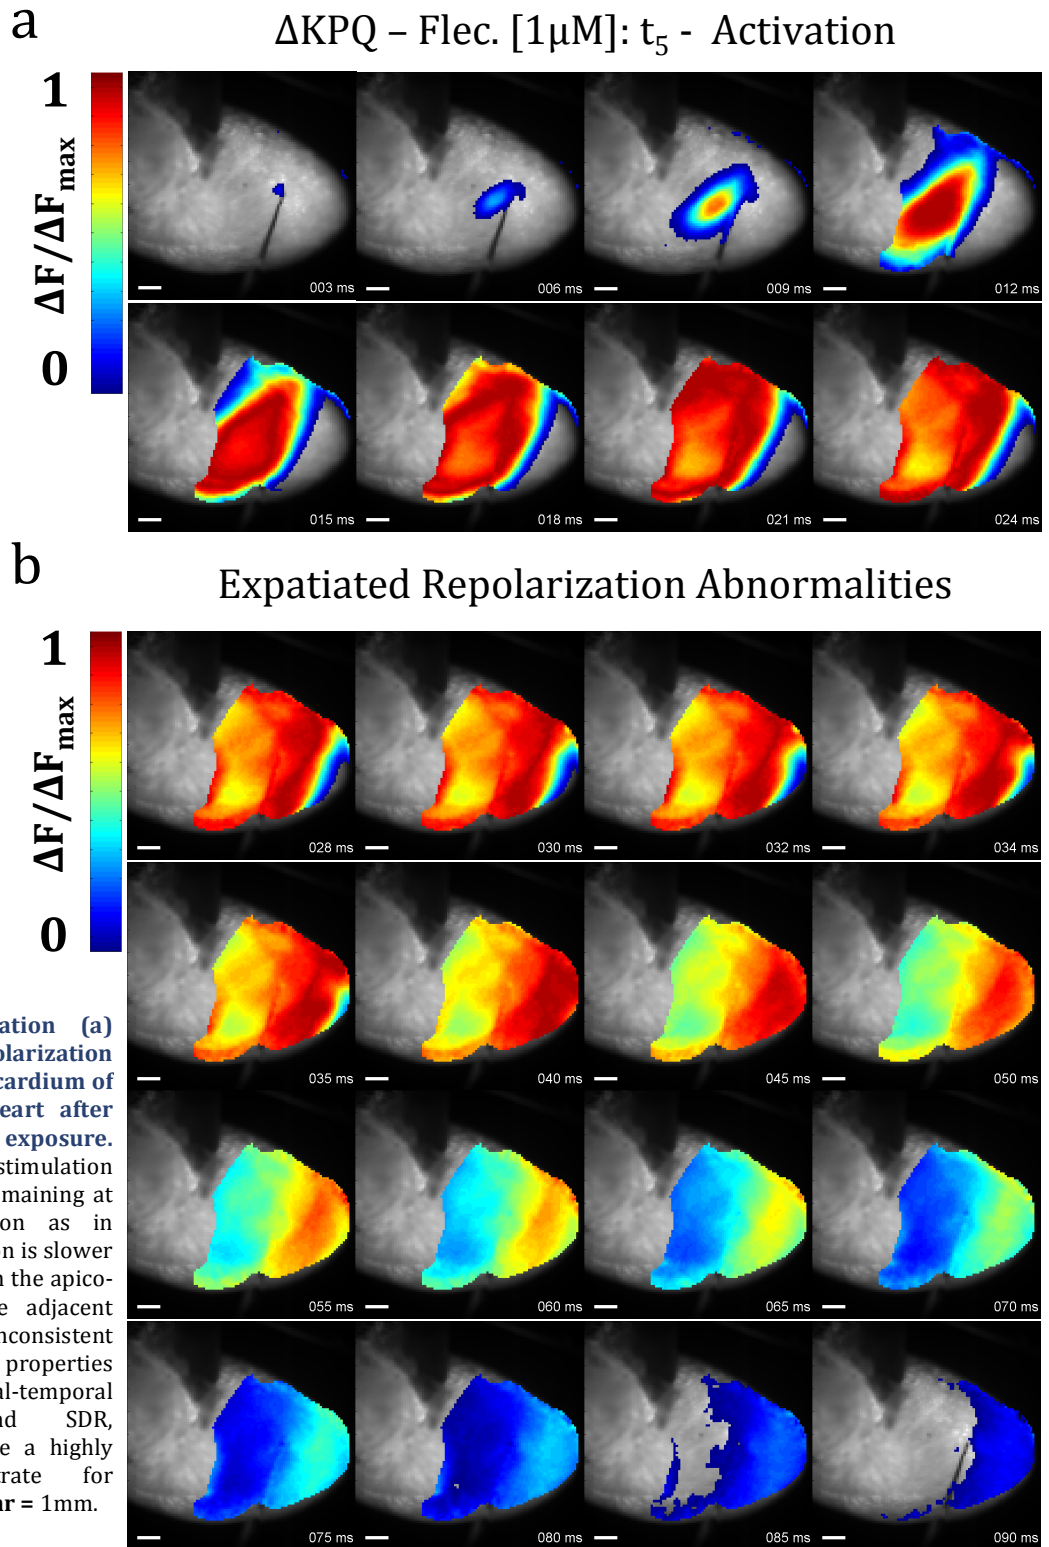 a
ΔKPQ – Flec. [1μM]: t5 - Activation
1
ΔF/ΔFmax
0
003 ms
006 ms
009 ms
012 ms
015 ms
018 ms
021 ms
024 ms
b
Expatiated Repolarization Abnormalities
1
ΔF/ΔFmax
0
028 ms
030 ms
032 ms
034 ms
035 ms
040 ms
045 ms
050 ms
055 ms
060 ms
065 ms
070 ms
075 ms
080 ms
085 ms
090 ms
ation (a)
olarization
cardium of
eart after
exposure.
stimulation
maining at
on as in
on is slower
n the apico-
e adjacent
nconsistent
properties
al-temporal
nd SDR,
e a highly
trate for
ar = 1mm.